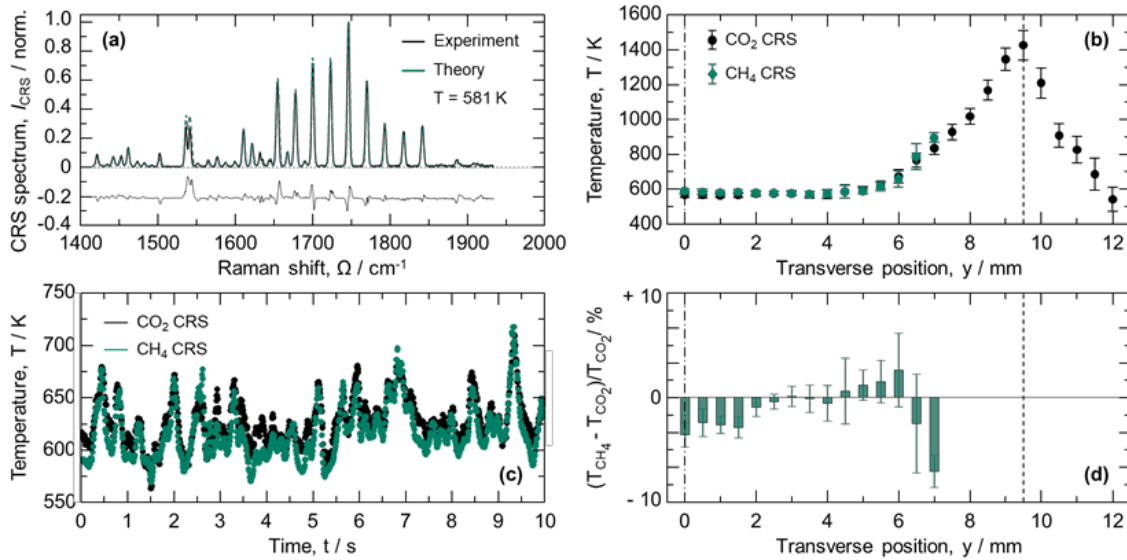 (a)
Experiment
Theory
T = 581 K
CRS spectrum, I_CRS / norm.
1.0
0.8
0.6
0.4
0.2
0
-0.2
-0.4
1400 1500 1600 1700 1800 1900 2000
Raman shift, Ω / cm⁻¹
(b)
CO₂ CRS
CH₄ CRS
Temperature, T / K
1600
1400
1200
1000
800
600
400
0 2 4 6 8 10 12
Transverse position, y / mm
(c)
CO₂ CRS
CH₄ CRS
Temperature, T / K
750
700
650
600
550
0 1 2 3 4 5 6 7 8 9 10
Time, t / s
(d)
(T_CH₄ - T_CO₂)/T_CO₂/ %
+ 10
0
- 10
0 2 4 6 8 10 12
Transverse position, y / mm